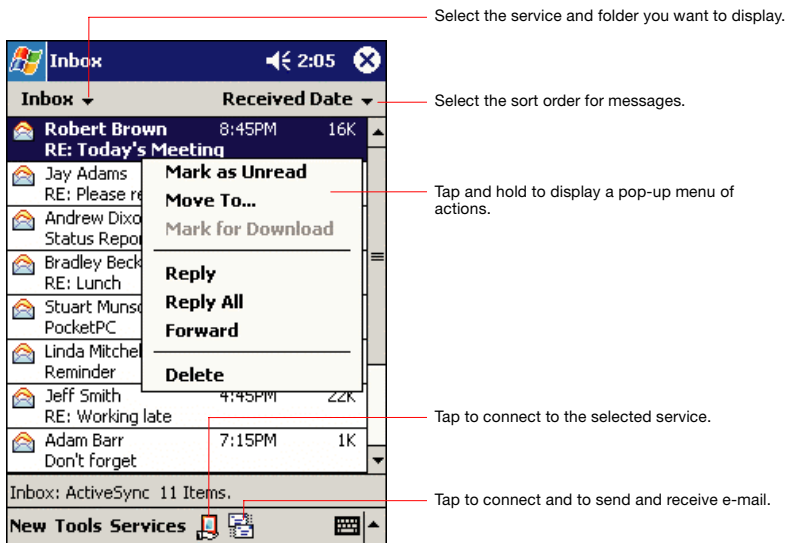 Select the service and folder you want to display.
Inbox 2:05
Inbox Received Date
Select the sort order for messages.
Robert Brown 8:45PM 16K
RE: Today's Meeting
Jay Adams
RE: Please re
Mark as Unread
Move To...
Mark for Download
Reply
Reply All
Forward
Delete
Tap and hold to display a pop-up menu of
actions.
Andrew Dixo
Status Repor
Bradley Beck
RE: Lunch
Stuart Munso
PocketPC
Linda Mitchel
Reminder
Jeff Smith 4:45PM 22K
RE: Working late
Tap to connect to the selected service.
Adam Barr 7:15PM 1K
Don't forget
Inbox: ActiveSync 11 Items.
Tap to connect and to send and receive e-mail.
New Tools Services